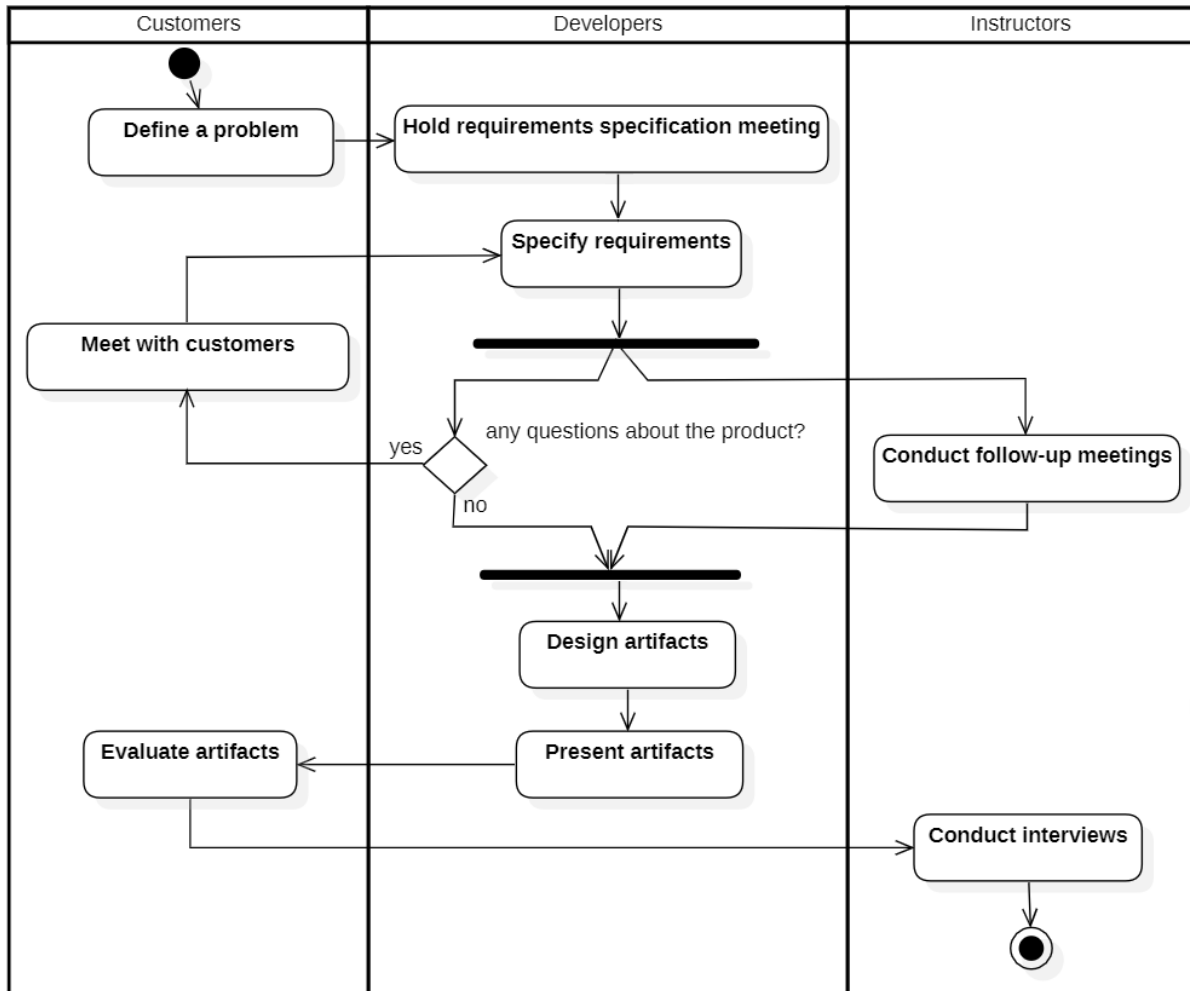 Customers
Developers
Instructors
Define a problem
Hold requirements specification meeting
Specify requirements
Meet with customers
any questions about the product?
yes
Conduct follow-up meetings
no
Design artifacts
Evaluate artifacts
Present artifacts
Conduct interviews